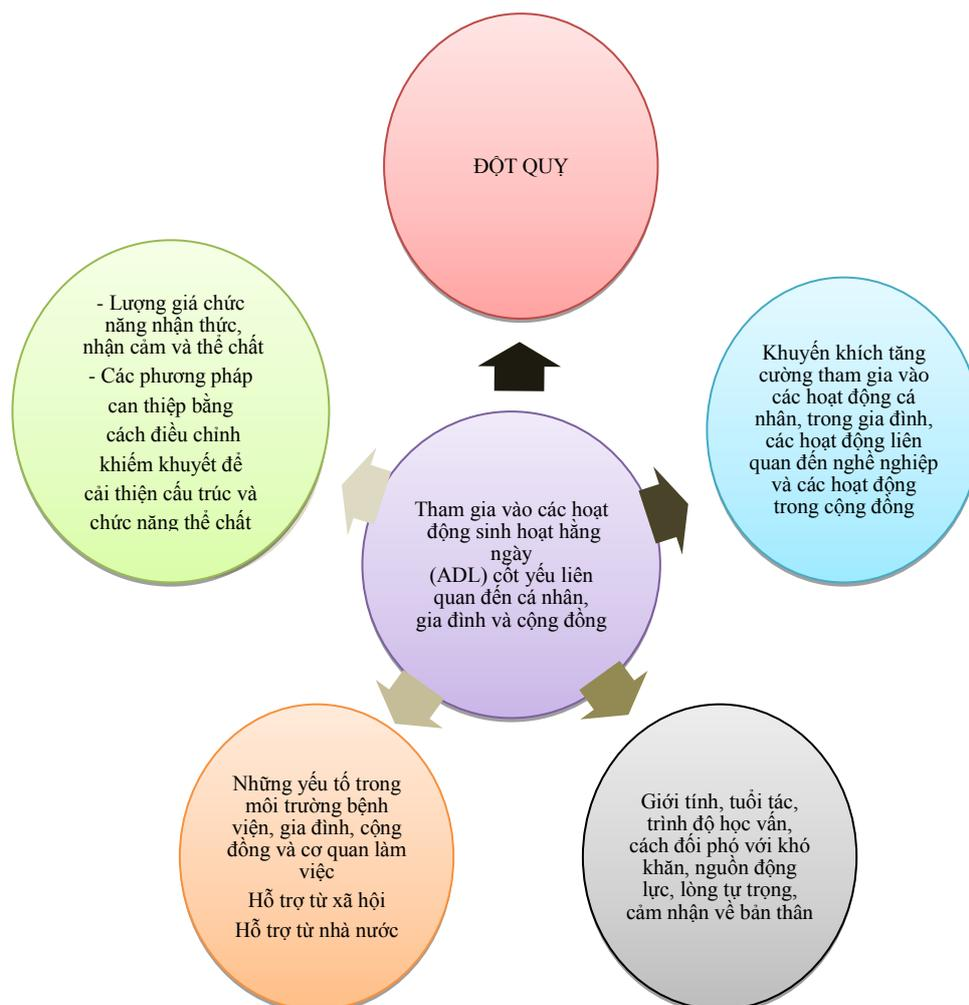 ĐỘT QUỴ
- Lượng giá chức
năng nhận thức,
nhận cảm và thể chất
- Các phương pháp
can thiệp bằng
cách điều chỉnh
khiếm khuyết để
cải thiện cấu trúc và
chức năng thể chất
Khuyến khích tăng
cường tham gia vào
các hoạt động cá
nhân, trong gia đình,
các hoạt động liên
quan đến nghề nghiệp
và các hoạt động
trong cộng đồng
Tham gia vào các hoạt
động sinh hoạt hằng
ngày
(ADL) cốt yếu liên
quan đến cá nhân,
gia đình và cộng đồng
Những yếu tố trong
môi trường bệnh
viện, gia đình, cộng
đồng và cơ quan làm
việc
Hỗ trợ từ xã hội
Hỗ trợ từ nhà nước
Giới tính, tuổi tác,
trình độ học vấn,
cách đối phó với khó
khăn, nguồn động
lực, lòng tự trọng,
cảm nhận về bản thân